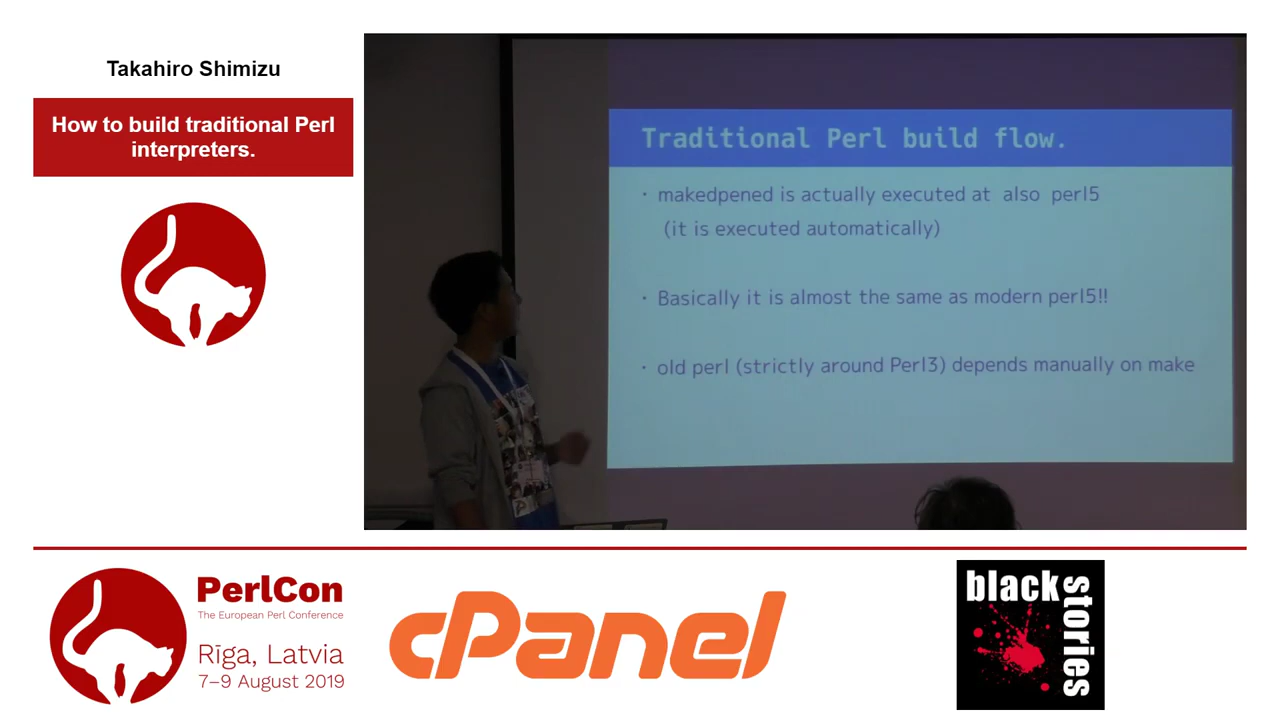 Takahiro Shimizu
How to build traditional Perl
interpreters.
Traditional Perl build flow.
・ makedpened is actually executed at also perl5
(it is executed automatically)
・ Basically it is almost the same as modern perl5!!
・ old perl (strictly around Perl3) depends manually on make
PerlCon
The European Perl Conference
Rīga, Latvia
7–9 August 2019
cPanel
black
stories